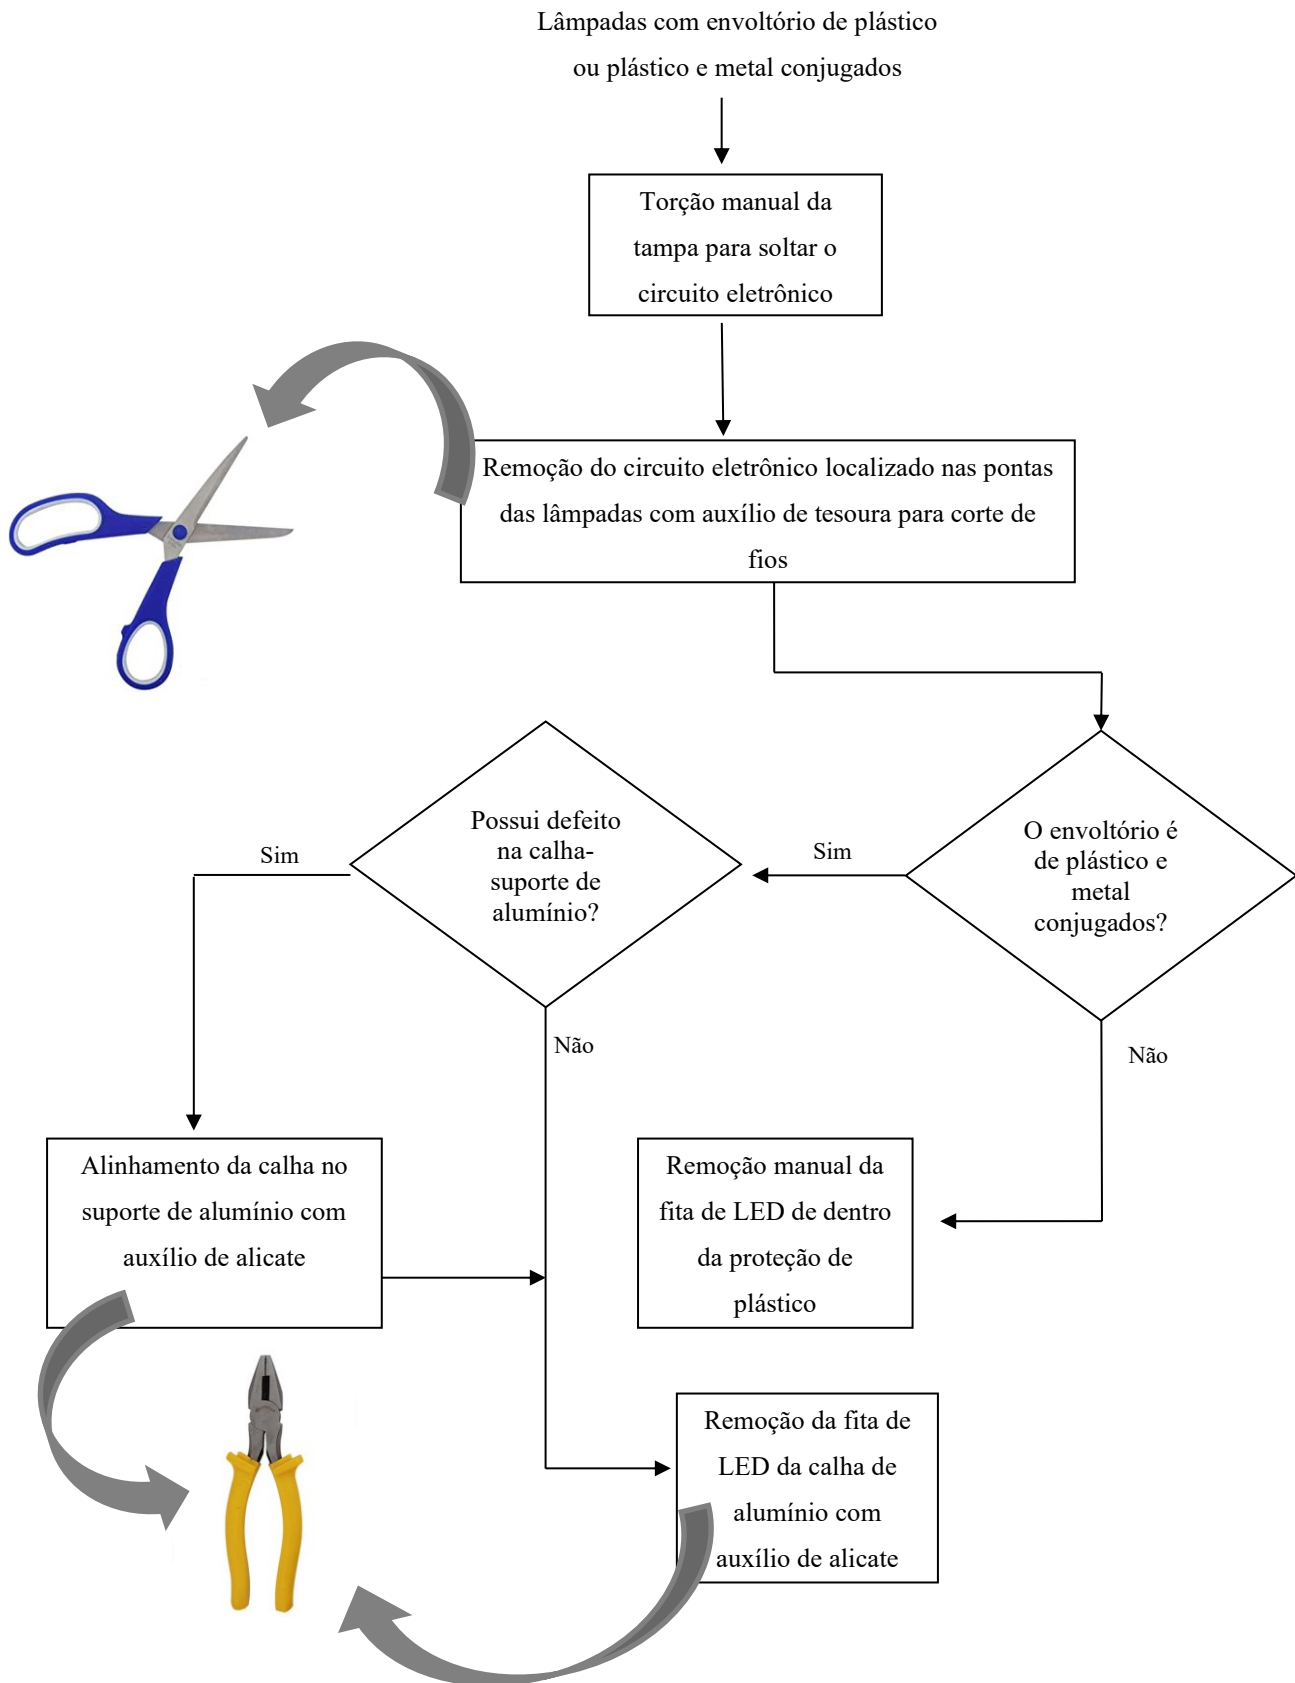 Lâmpadas com envoltório de plástico
ou plástico e metal conjugados
Torção manual da
tampa para soltar o
circuito eletrônico
Remoção do circuito eletrônico localizado nas pontas
das lâmpadas com auxílio de tesoura para corte de
fios
O envoltório é
de plástico e
metal
conjugados?
Sim
Possui defeito
na calha-
suporte de
alumínio?
Sim
Não
Não
Alinhamento da calha no
suporte de alumínio com
auxílio de alicate
Remoção manual da
fita de LED de dentro
da proteção de
plástico
Remoção da fita de
LED da calha de
alumínio com
auxílio de alicate